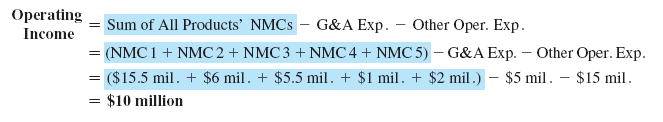 Operating Income = Sum of All Products' NMCs − G&A Exp. − Other Oper. Exp.
= (NMC 1 + NMC 2 + NMC 3 + NMC 4 + NMC 5) − G&A Exp. − Other Oper. Exp.
= ($15.5 mil. + $6 mil. + $5.5 mil. + $1 mil. + $2 mil.) − $5 mil. − $15 mil.
= $10 million